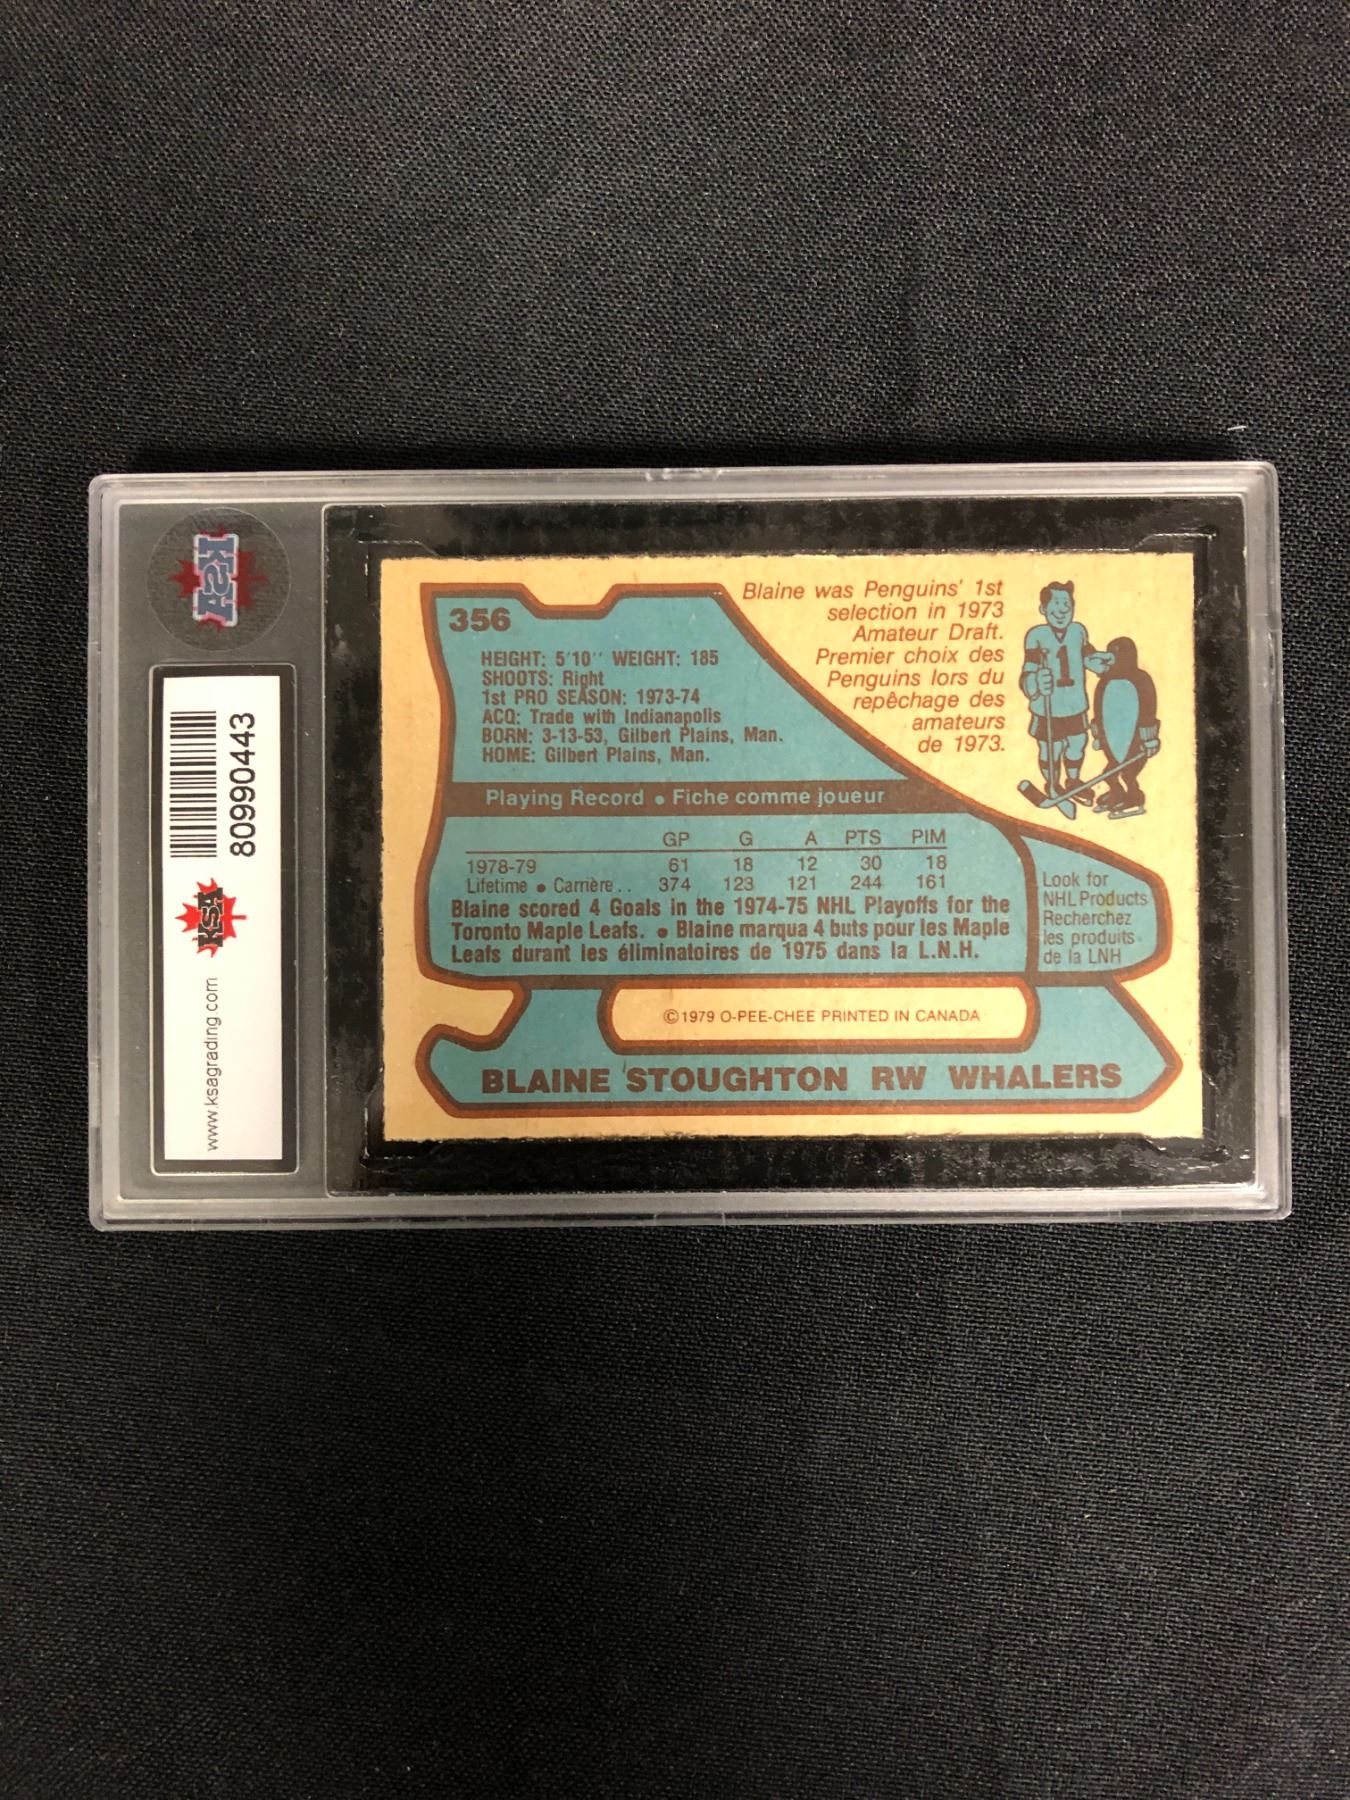 KSA
80990443
KSA
www.ksagrading.com
356
HEIGHT: 5'10'' WEIGHT: 185
SHOOTS: Right
1st PRO SEASON: 1973-74
ACQ: Trade with Indianapolis
BORN: 3-13-53, Gilbert Plains, Man.
HOME: Gilbert Plains, Man.
Blaine was Penguins' 1st
selection in 1973
Amateur Draft.
Premier choix des
Penguins lors du
repêchage des
amateurs
de 1973.
1
Playing Record • Fiche comme joueur
GP G A PTS PIM
1978-79 61 18 12 30 18
Lifetime • Carrière.. 374 123 121 244 161
Blaine scored 4 Goals in the 1974-75 NHL Playoffs for the
Toronto Maple Leafs. • Blaine marqua 4 buts pour les Maple
Leafs durant les éliminatoires de 1975 dans la L.N.H.
Look for
NHL Products
Recherchez
les produits
de la LNH
©1979 O-PEE-CHEE PRINTED IN CANADA
BLAINE STOUGHTON RW WHALERS